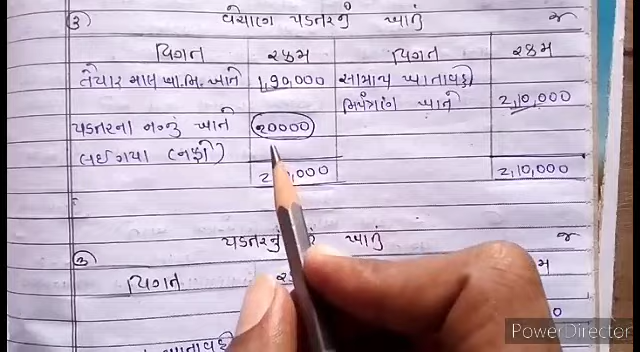 ③ વેચાણ પડતરનું ખાતું જ
વિગત રકમ વિગત રકમ
તૈયાર માલ ખા.મિ. ખાતે 1,90,000 સામાન્ય ખાતાવહી
નિયંત્રણ ખાતે 2,10,000
પડતરના નફાનું ખાતે 20000
લઈ ગયા (નફો)
2, ,000 2,10,000
પડતરનું ખાતું જ
વિગત મ
0
PowerDirector